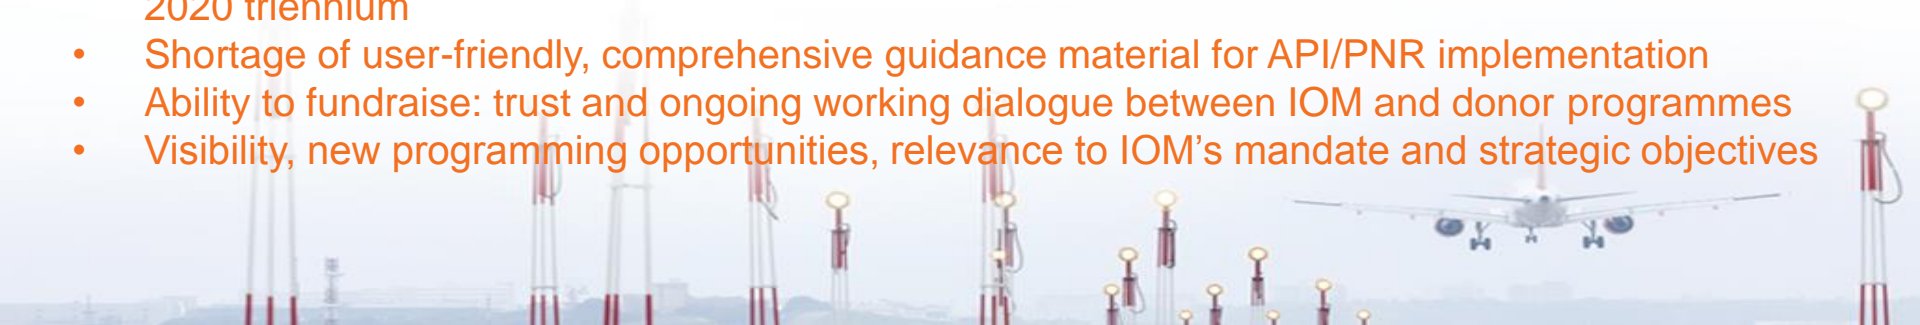 2020 triennium
• Shortage of user-friendly, comprehensive guidance material for API/PNR implementation
• Ability to fundraise: trust and ongoing working dialogue between IOM and donor programmes
• Visibility, new programming opportunities, relevance to IOM’s mandate and strategic objectives